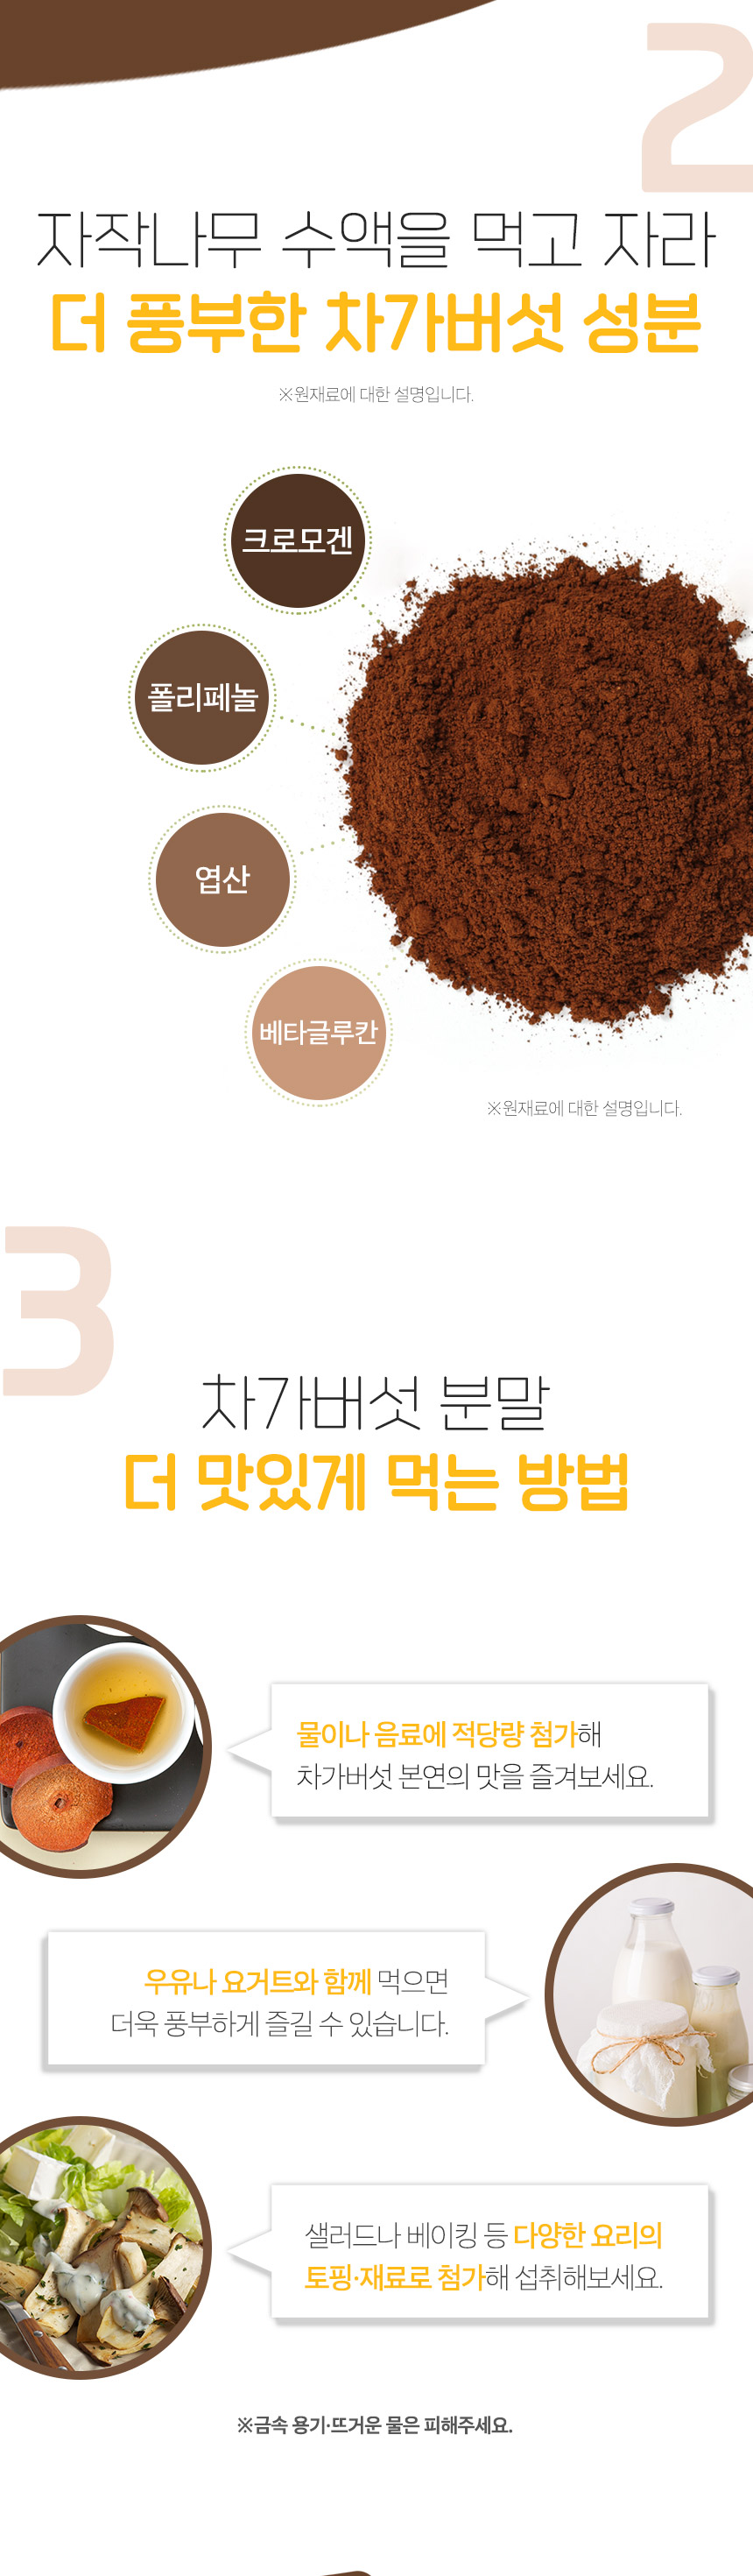 2
자작나무 수액을 먹고 자라
더 풍부한 차가버섯 성분
※원재료에 대한 설명입니다.
크로모겐
폴리페놀
엽산
베타글루칸
※원재료에 대한 설명입니다.
3
차가버섯 분말
더 맛있게 먹는 방법
물이나 음료에 적당량 첨가해
차가버섯 본연의 맛을 즐겨보세요.
우유나 요거트와 함께 먹으면
더욱 풍부하게 즐길 수 있습니다.
샐러드나 베이킹 등 다양한 요리의
토핑·재료로 첨가해 섭취해보세요.
※금속 용기·뜨거운 물은 피해주세요.